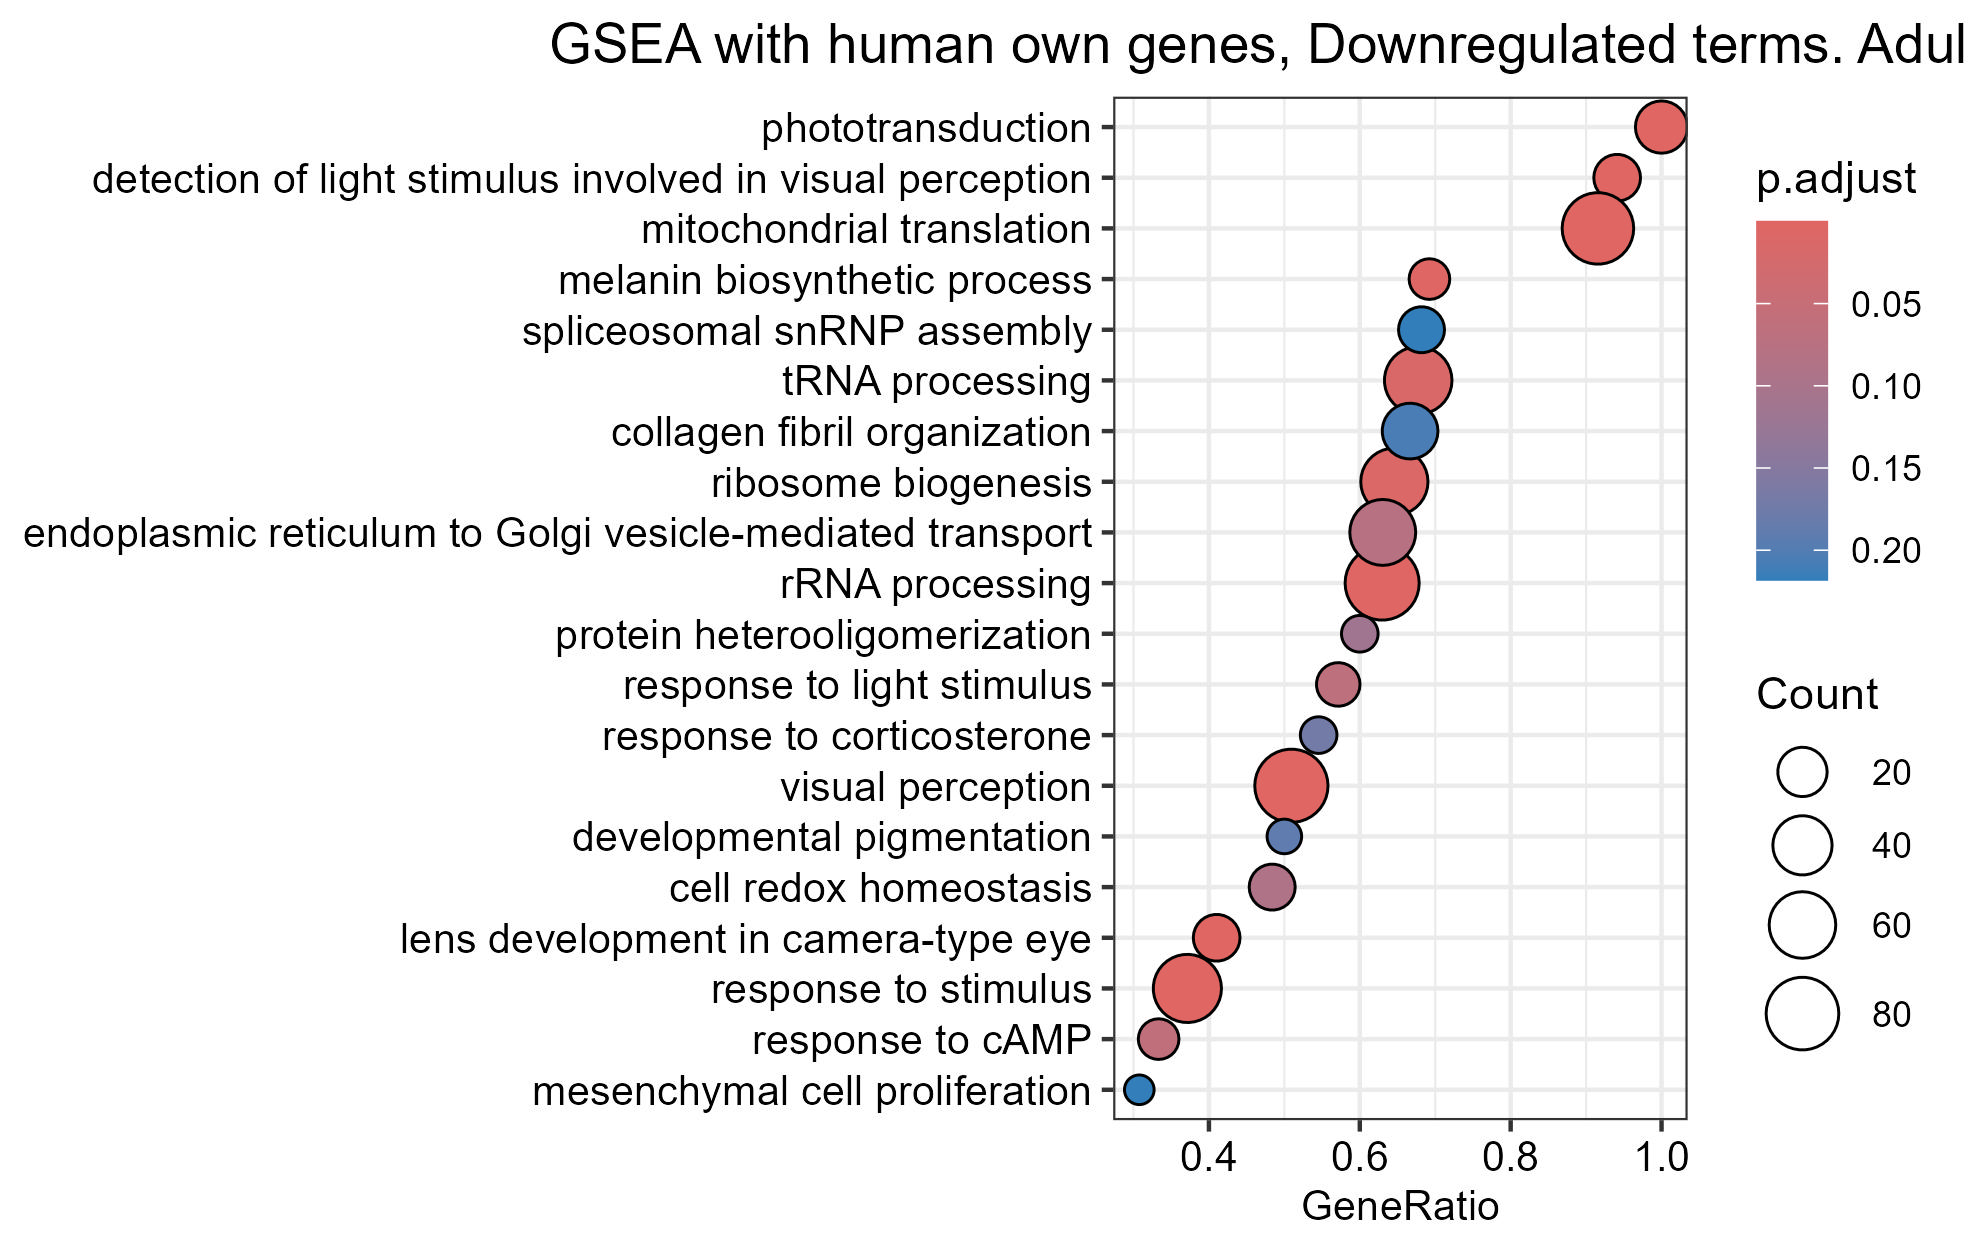 GSEA with human own genes, Downregulated terms. Adul
phototransduction
detection of light stimulus involved in visual perception
mitochondrial translation
melanin biosynthetic process
spliceosomal snRNP assembly
tRNA processing
collagen fibril organization
ribosome biogenesis
endoplasmic reticulum to Golgi vesicle-mediated transport
rRNA processing
protein heterooligomerization
response to light stimulus
response to corticosterone
visual perception
developmental pigmentation
cell redox homeostasis
lens development in camera-type eye
response to stimulus
response to cAMP
mesenchymal cell proliferation
0.4 0.6 0.8 1.0
GeneRatio
p.adjust
0.05
0.10
0.15
0.20
Count
20
40
60
80